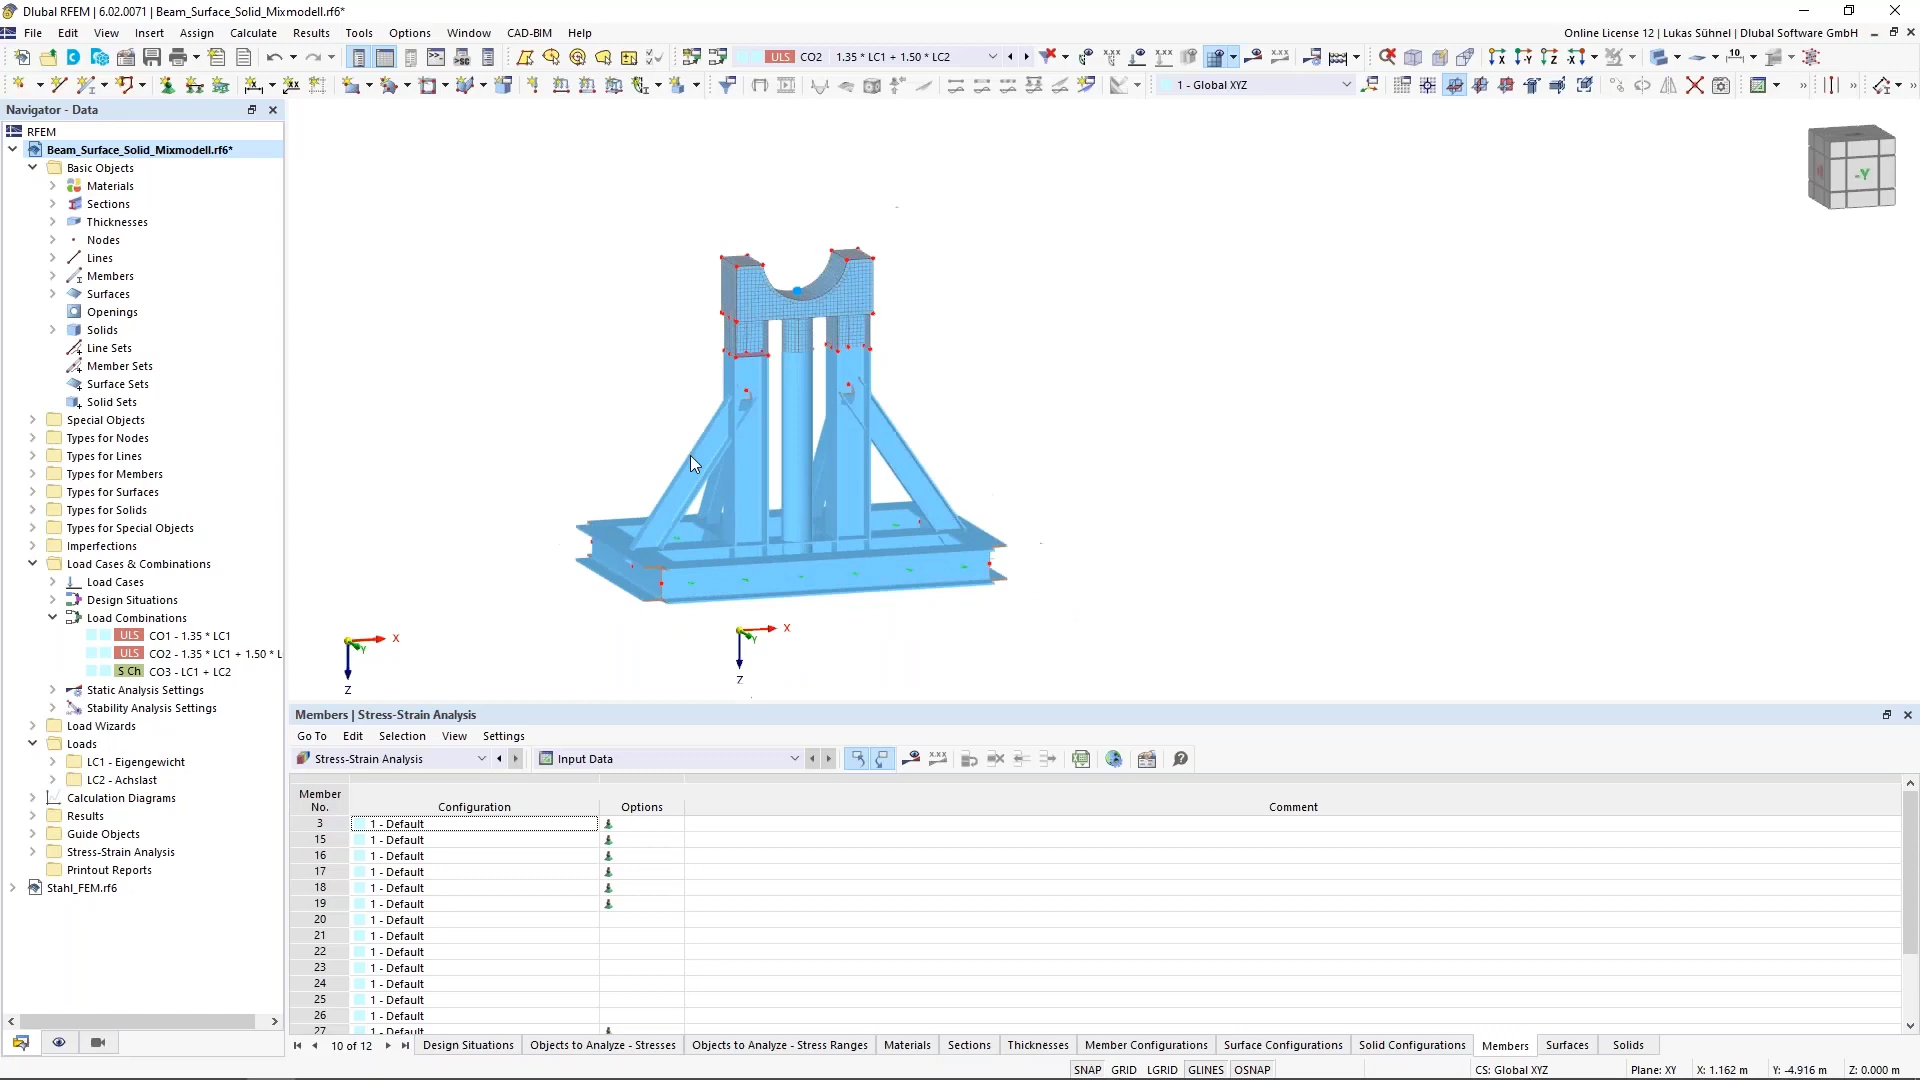 Dlubal RFEM | 6.02.0071 | Beam_Surface_Solid_Mixmodell.rf6*
File Edit View Insert Assign Calculate Results Tools Options Window CAD-BIM Help
Online License 12 | Lukas Sühnel | Dlubal Software GmbH
ULS CO2 1.35 * LC1 + 1.50 * LC2
1 - Global XYZ
Navigator - Data
RFEM
Beam_Surface_Solid_Mixmodell.rf6*
Basic Objects
Materials
Sections
Thicknesses
Nodes
Lines
Members
Surfaces
Openings
Solids
Line Sets
Member Sets
Surface Sets
Solid Sets
Special Objects
Types for Nodes
Types for Lines
Types for Members
Types for Surfaces
Types for Solids
Types for Special Objects
Imperfections
Load Cases & Combinations
Load Cases
Design Situations
Load Combinations
ULS CO1 - 1.35 * LC1
ULS CO2 - 1.35 * LC1 + 1.50 * L
S Ch CO3 - LC1 + LC2
Static Analysis Settings
Stability Analysis Settings
Load Wizards
Loads
LC1 - Eigengewicht
LC2 - Achslast
Calculation Diagrams
Results
Guide Objects
Stress-Strain Analysis
Printout Reports
Stahl_FEM.rf6
-Y
X
Y
Z
X
Y
Z
Members | Stress-Strain Analysis
Go To Edit Selection View Settings
Stress-Strain Analysis Input Data
Member
No. Configuration Options Comment
3 1 - Default
15 1 - Default
16 1 - Default
17 1 - Default
18 1 - Default
19 1 - Default
20 1 - Default
21 1 - Default
22 1 - Default
23 1 - Default
24 1 - Default
25 1 - Default
26 1 - Default
27 1 - Default
10 of 12 Design Situations Objects to Analyze - Stresses Objects to Analyze - Stress Ranges Materials Sections Thicknesses Member Configurations Surface Configurations Solid Configurations Members Surfaces Solids
SNAP GRID LGRID GLINES OSNAP CS: Global XYZ Plane: XY X: 1.162 m Y: -4.916 m Z: 0.000 m